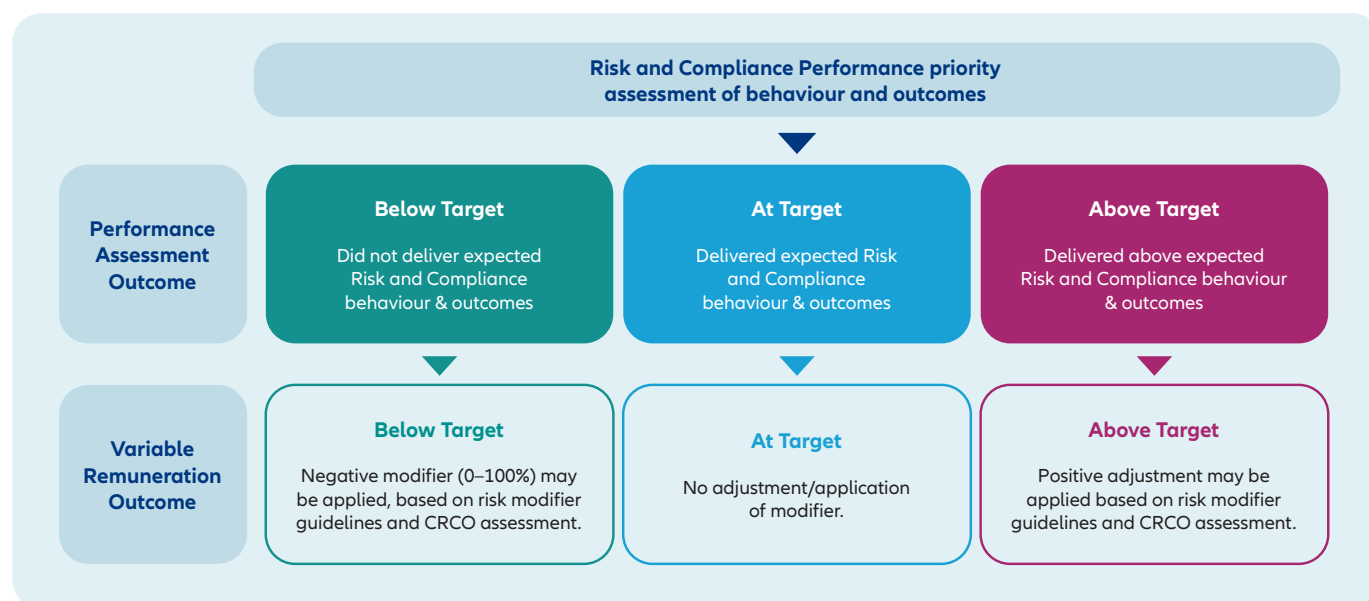 Risk and Compliance Performance priority
assessment of behaviour and outcomes
Performance
Assessment
Outcome
Below Target
Did not deliver expected
Risk and Compliance
behaviour & outcomes
At Target
Delivered expected Risk
and Compliance
behaviour & outcomes
Above Target
Delivered above expected
Risk and Compliance behaviour
& outcomes
Variable
Remuneration
Outcome
Below Target
Negative modifier (0–100%) may
be applied, based on risk modifier
guidelines and CRCO assessment.
At Target
No adjustment/application
of modifier.
Above Target
Positive adjustment may be
applied based on risk modifier
guidelines and CRCO assessment.